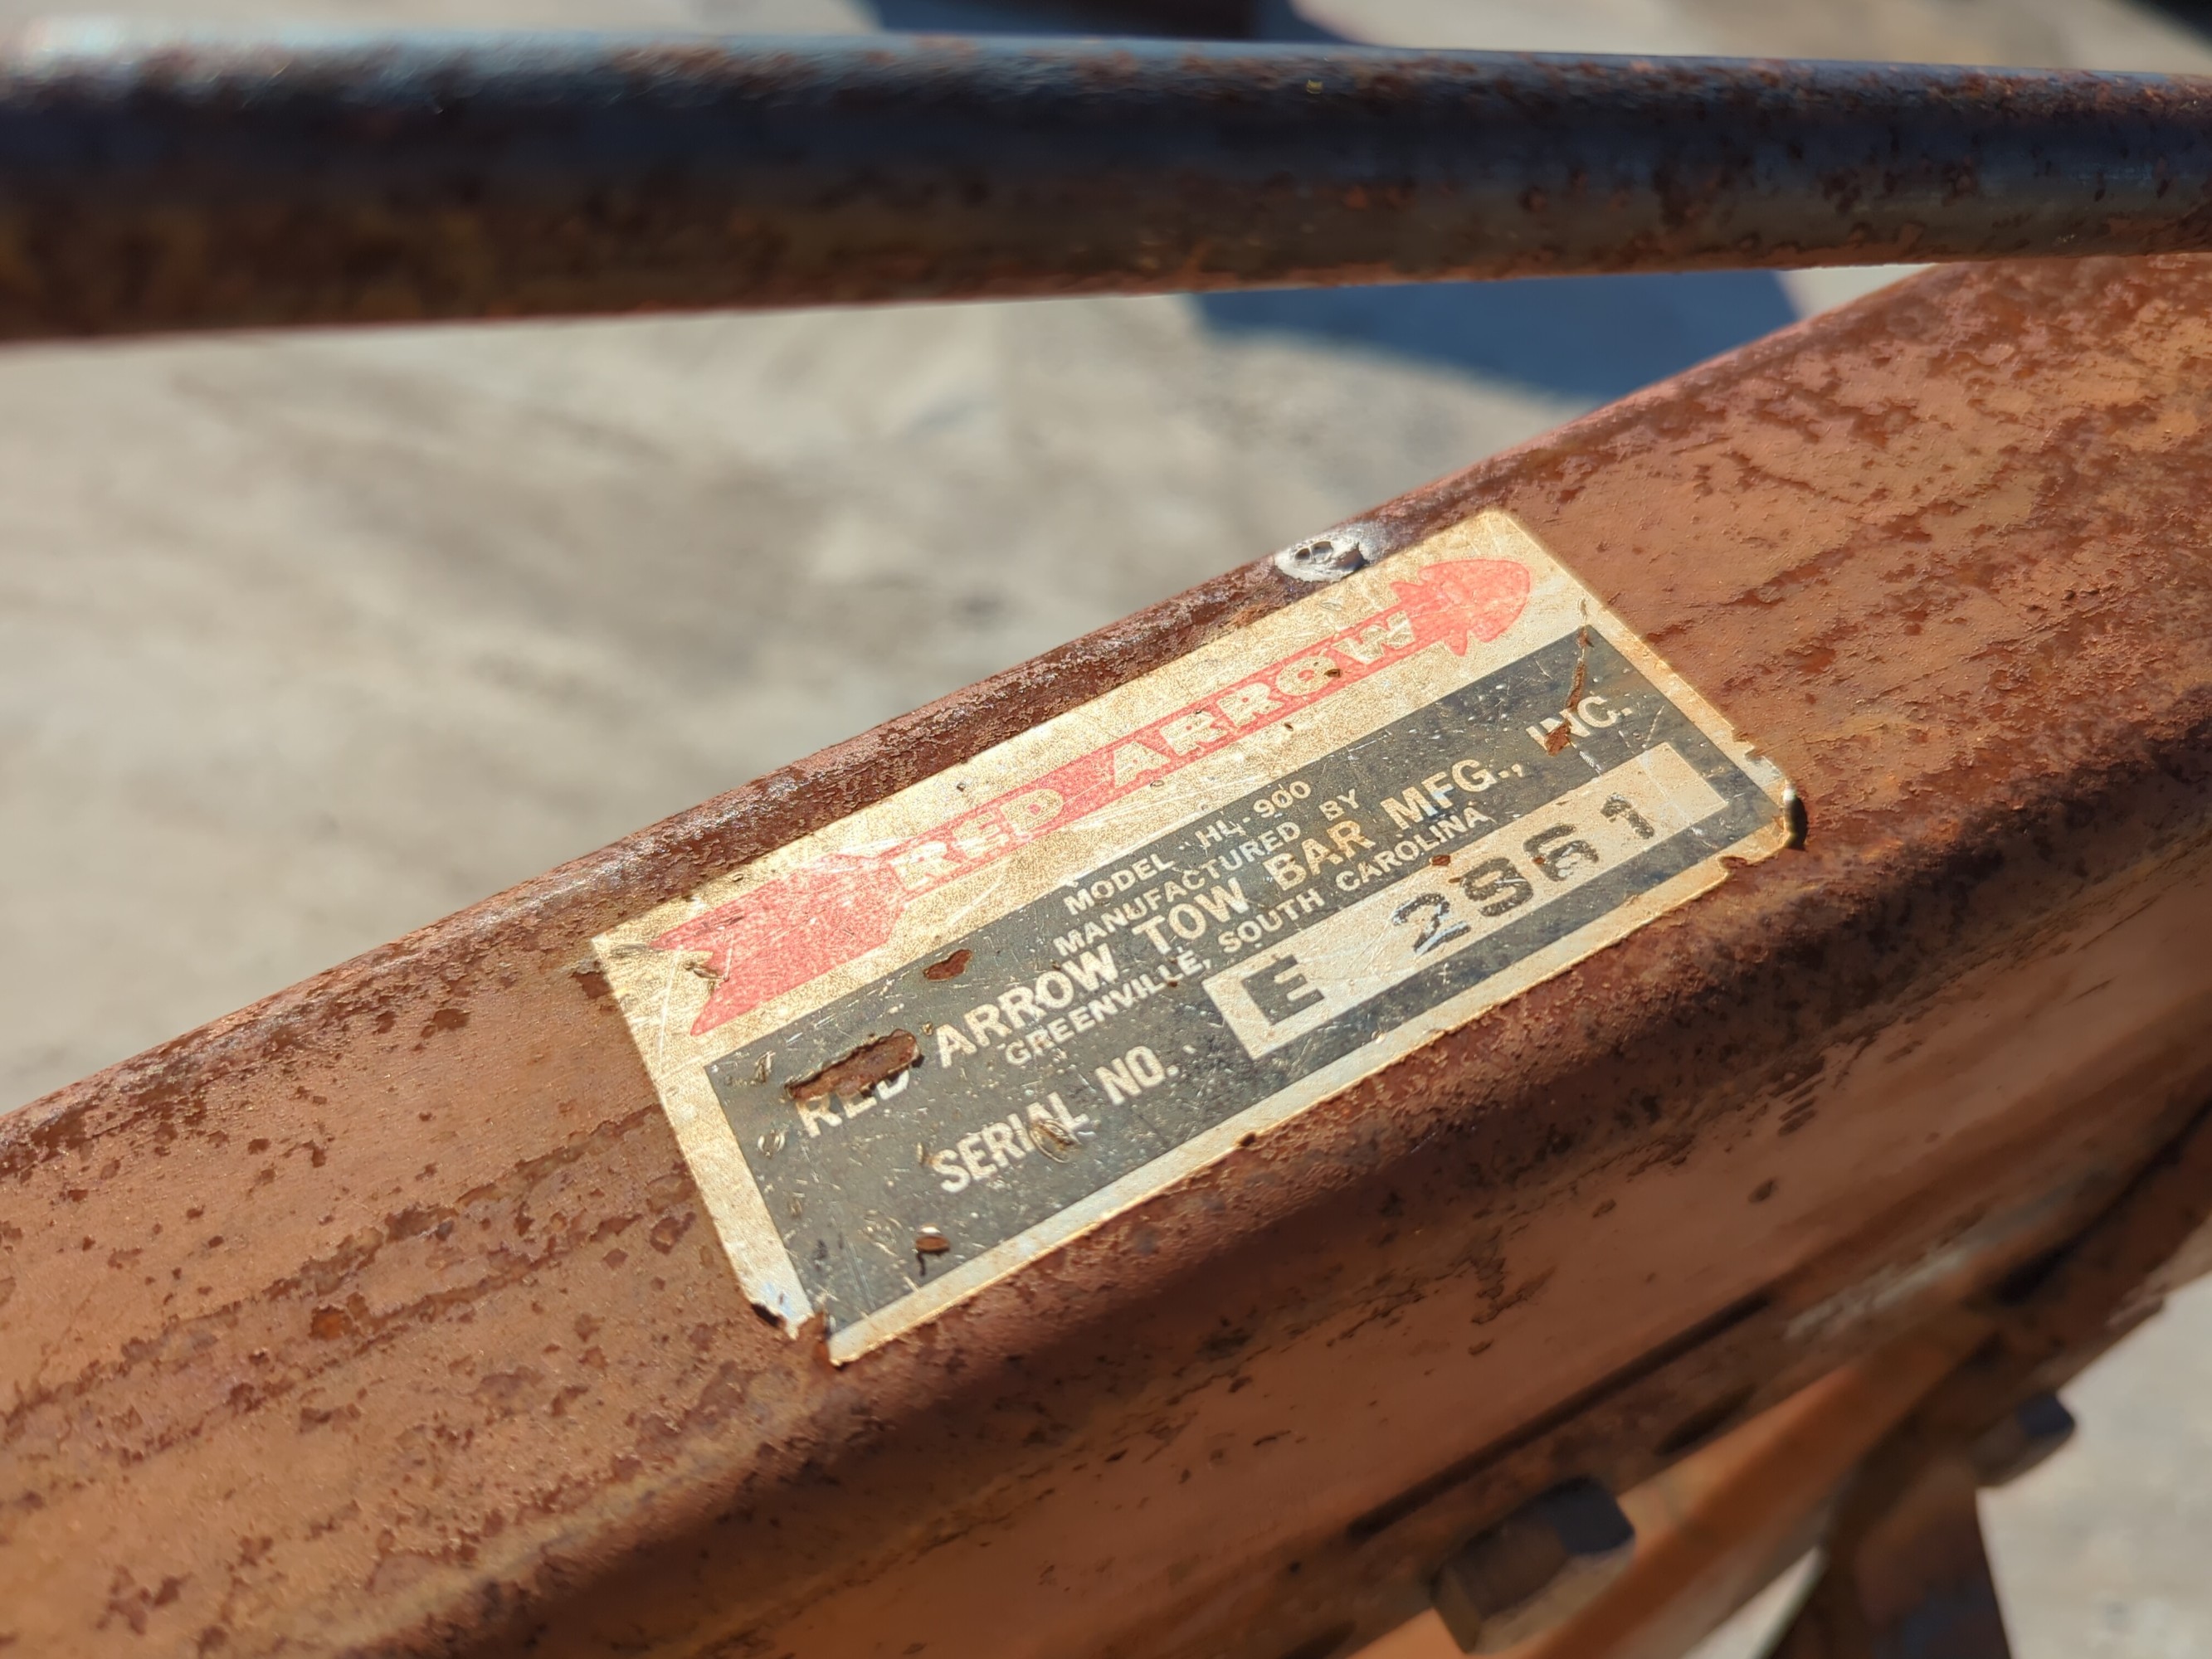 RED ARROW
MODEL HL-900
MANUFACTURED BY
RED ARROW TOW BAR MFG., INC.
GREENVILLE, SOUTH CAROLINA
SERIAL NO. E 2961